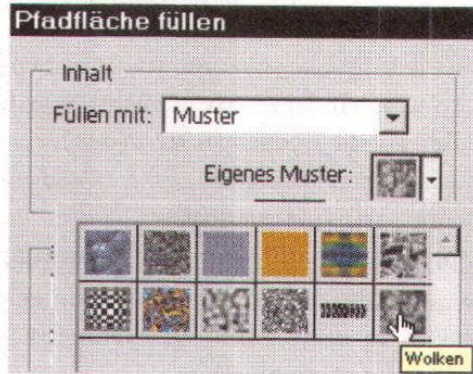 Pfadfläche füllen
Inhalt
Füllen mit: Muster
Eigenes Muster:
Wolken